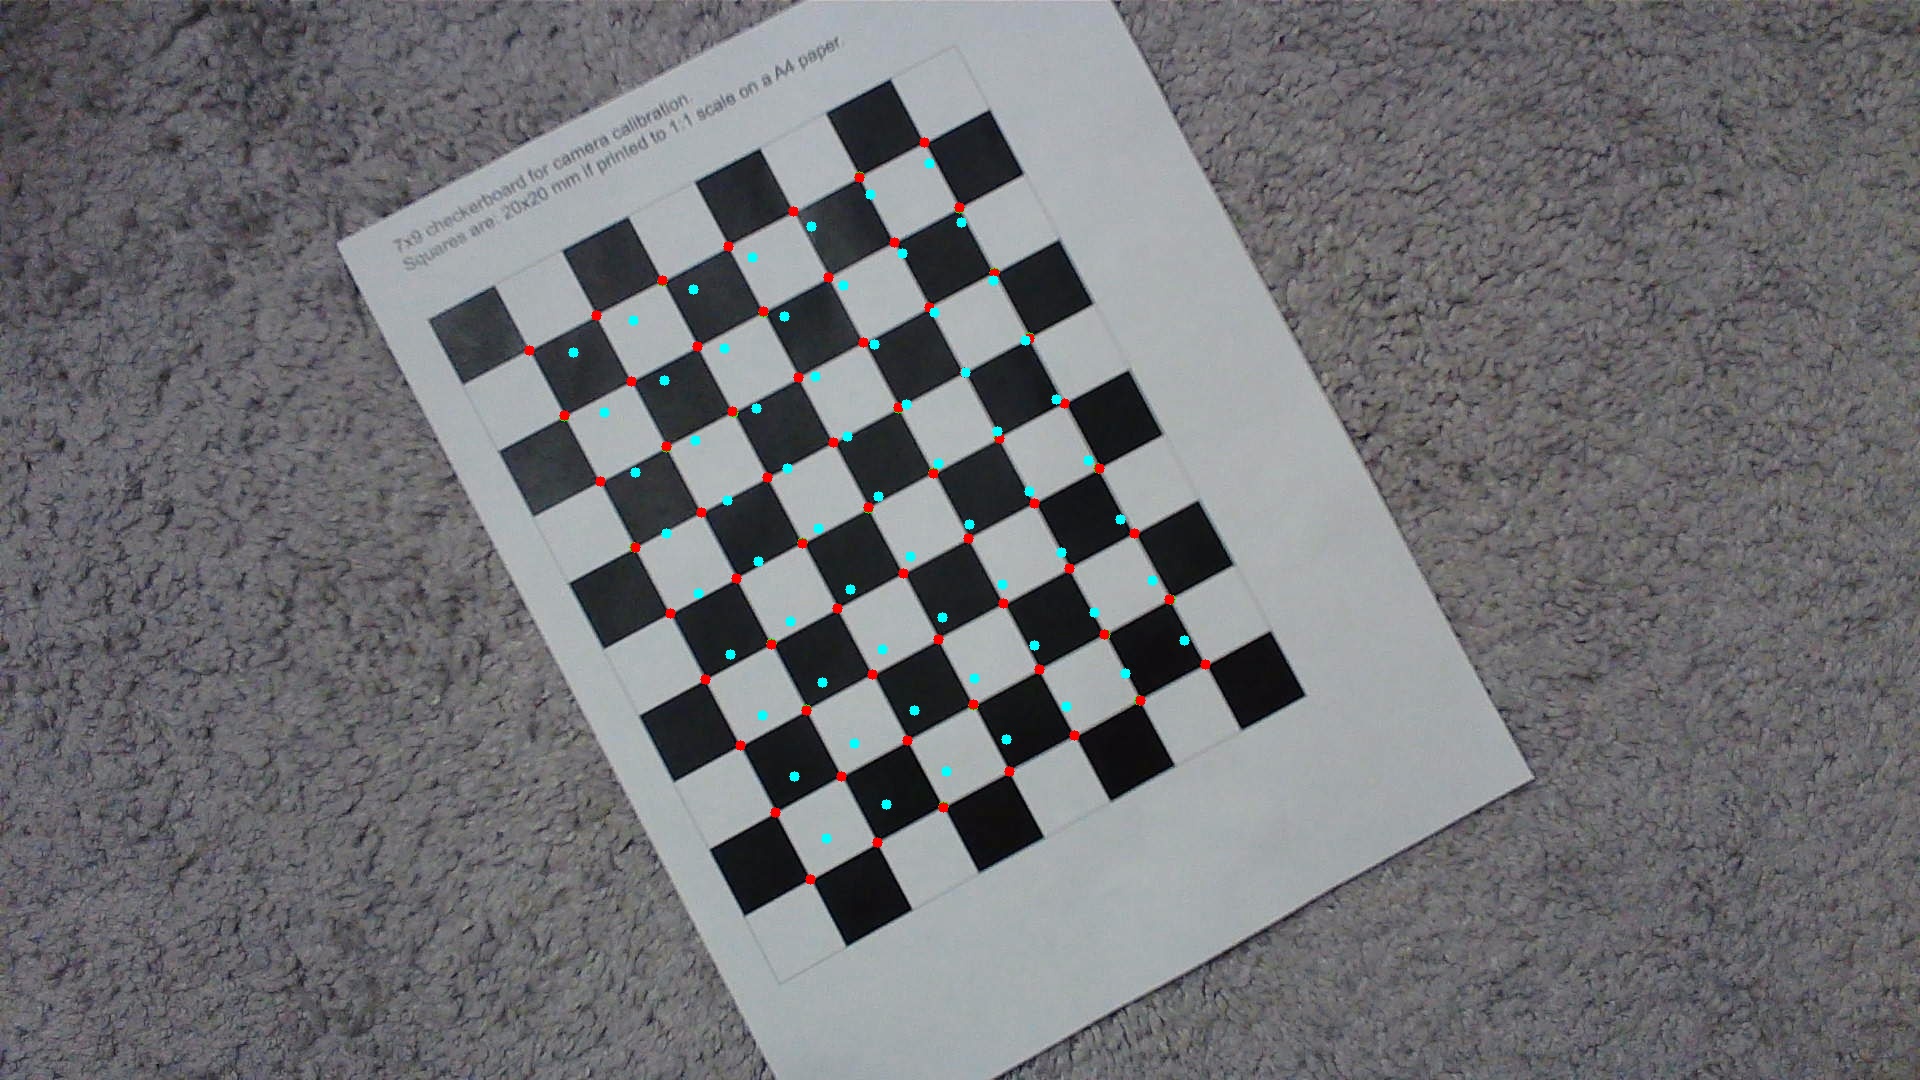 7x9 checkerboard for camera calibration.
Squares are: 20x20 mm if printed to 1:1 scale on a A4 paper.